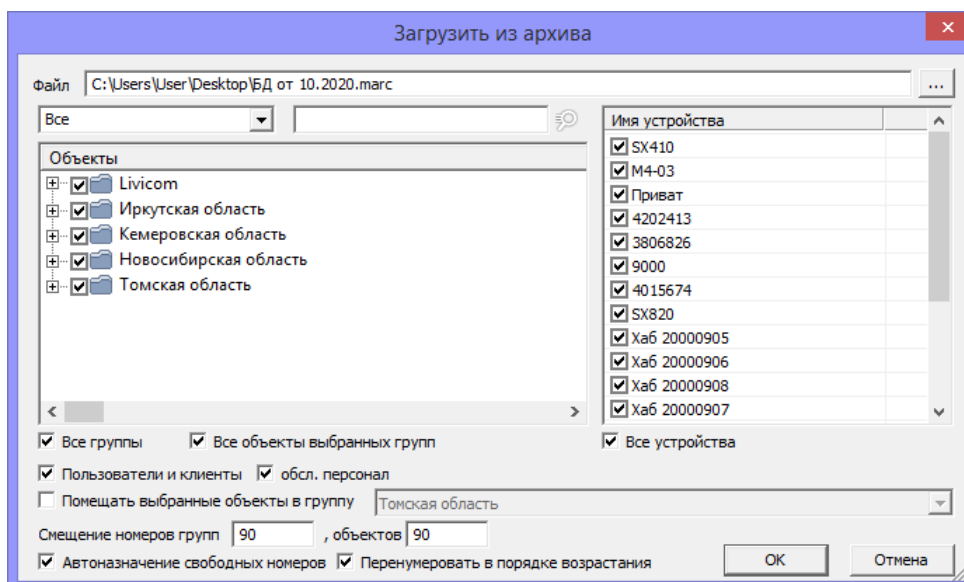 Загрузить из архива
Файл C:\Users\User\Desktop\БД от 10.2020.marc ...
Все
Объекты
Livicom
Иркутская область
Кемеровская область
Новосибирская область
Томская область
Имя устройства
SX410
M4-03
Приват
4202413
3806826
9000
4015674
SX820
Хаб 20000905
Хаб 20000906
Хаб 20000908
Хаб 20000907
Все группы Все объекты выбранных групп
Все устройства
Пользователи и клиенты обсл. персонал
Помещать выбранные объекты в группу Томская область
Смещение номеров групп 90 , объектов 90
Автоназначение свободных номеров Перенумеровать в порядке возрастания
OK Отмена